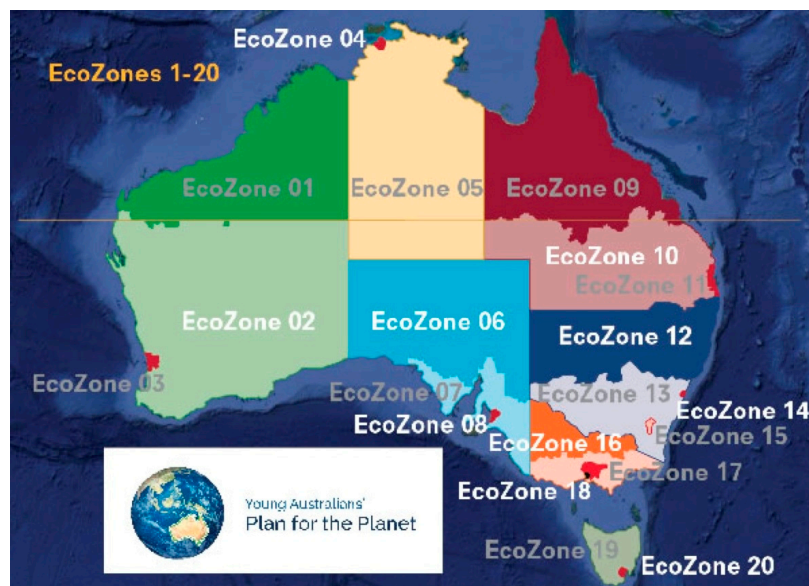 EcoZone 04
EcoZones 1-20
EcoZone 01
EcoZone 05
EcoZone 09
EcoZone 10
EcoZone 11
EcoZone 02
EcoZone 06
EcoZone 12
EcoZone 03
EcoZone 07
EcoZone 13
EcoZone 14
EcoZone 08
EcoZone 15
EcoZone 16
EcoZone 17
EcoZone 18
Young Australians'
Plan for the Planet
EcoZone 19
EcoZone 20